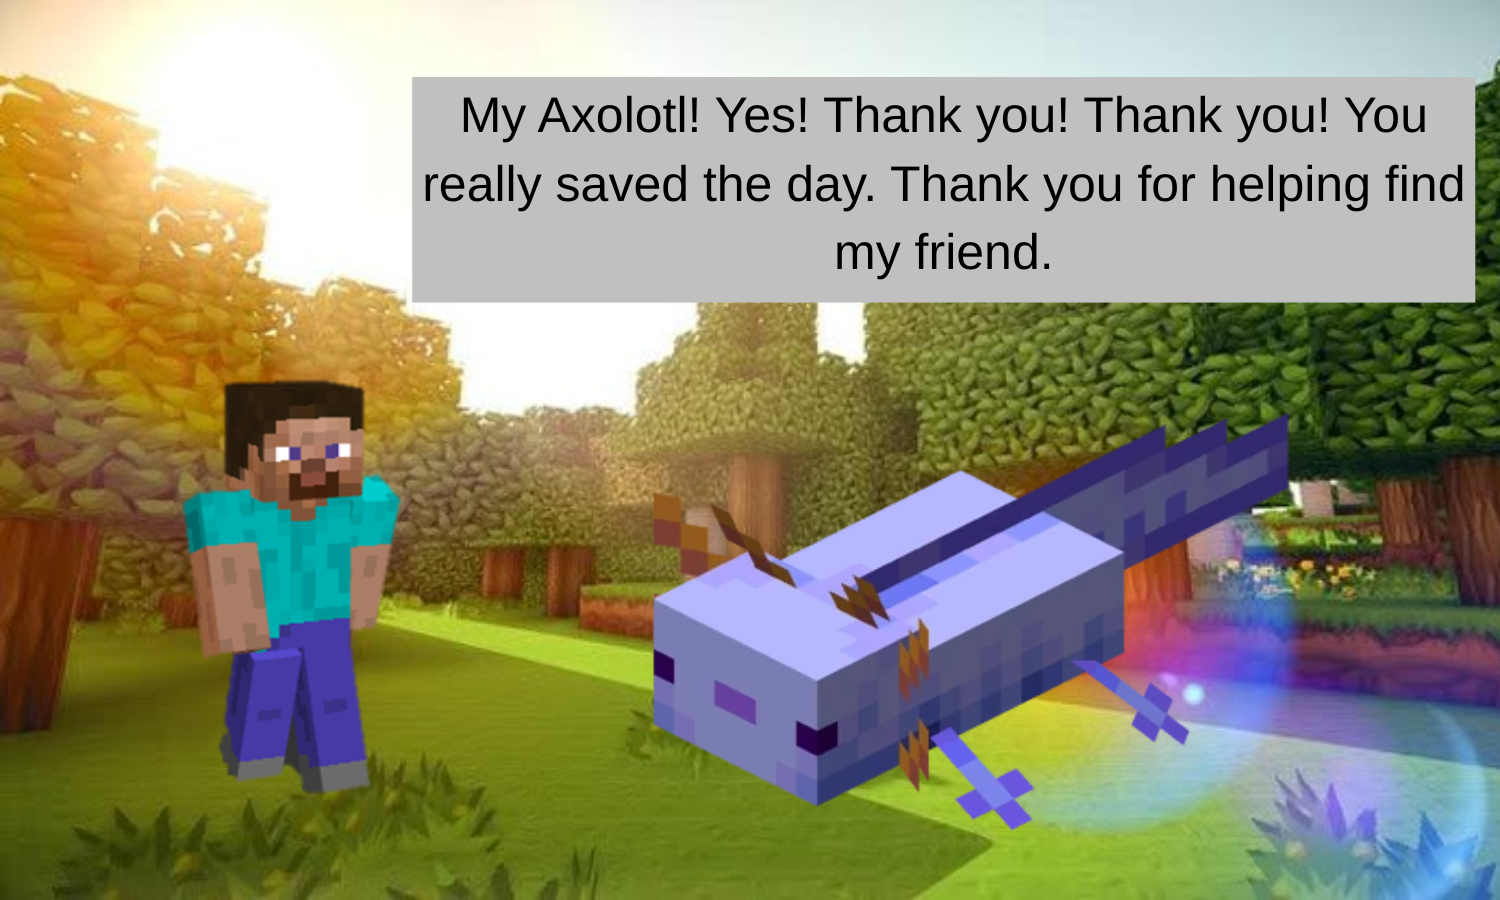 My Axolotl! Yes! Thank you! Thank you! You
really saved the day. Thank you for helping find
my friend.